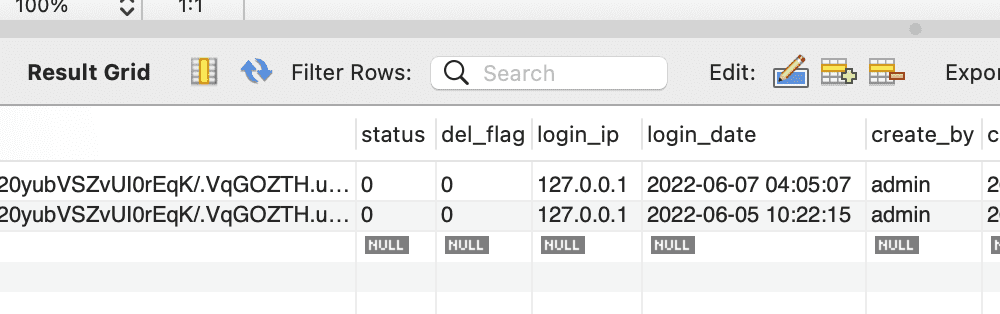 100% 1:1
Result Grid Filter Rows: Search Edit: Expor
status del_flag login_ip login_date create_by c
20yubVSZvUI0rEqK/.VqGOZTH.u... 0 0 127.0.0.1 2022-06-07 04:05:07 admin 20
20yubVSZvUI0rEqK/.VqGOZTH.u... 0 0 127.0.0.1 2022-06-05 10:22:15 admin 20
NULL NULL NULL NULL NULL